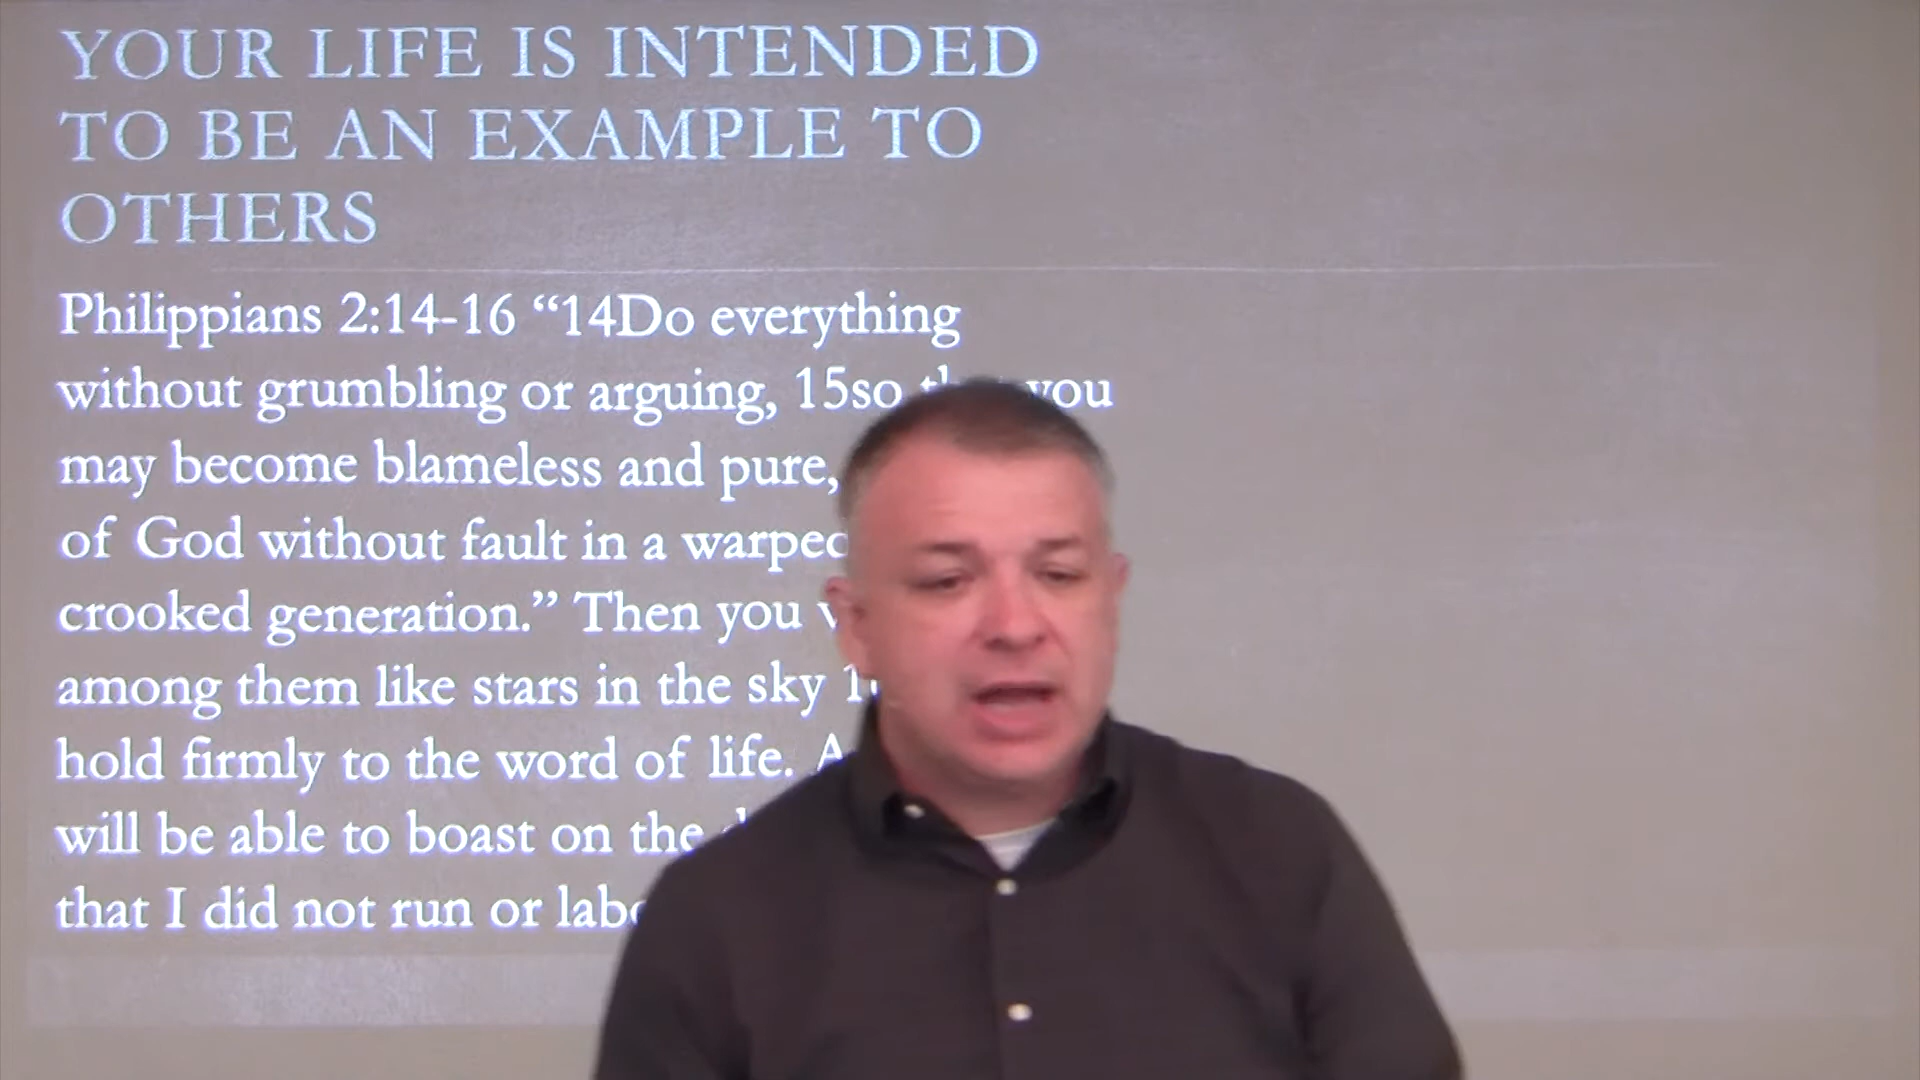 YOUR LIFE IS INTENDED
TO BE AN EXAMPLE TO
OTHERS
Philippians 2:14-16 “14Do everything
without grumbling or arguing, 15so that you
may become blameless and pure,
of God without fault in a warped
crooked generation.” Then you
among them like stars in the sky
hold firmly to the word of life.
will be able to boast on the
that I did not run or